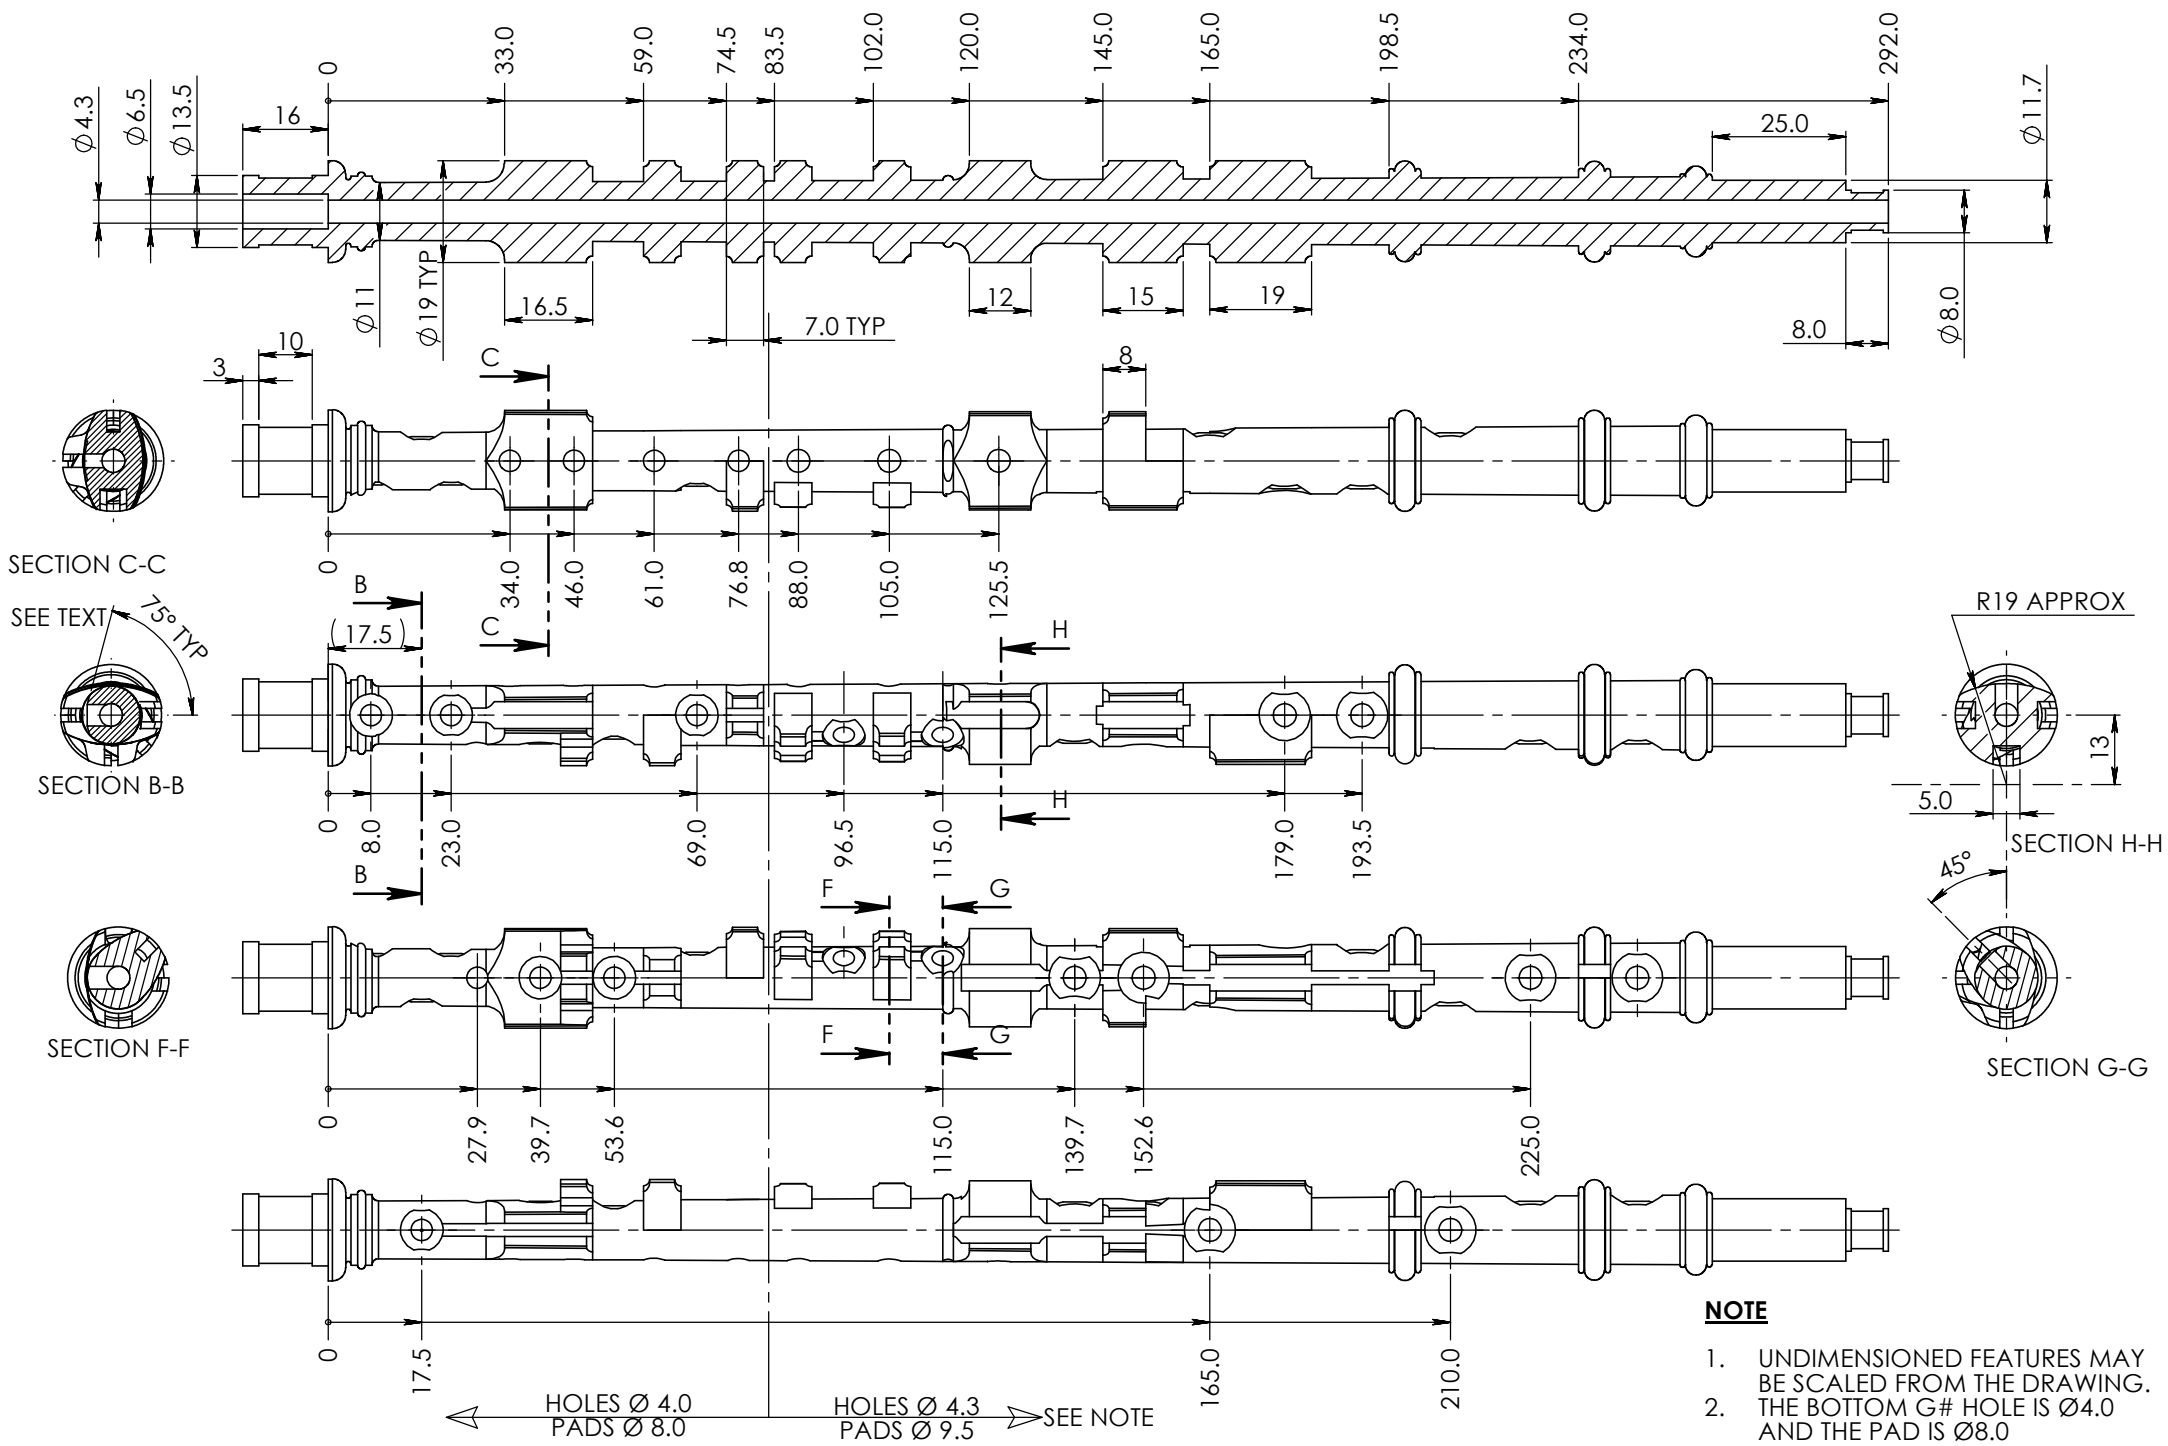 0
33.0
59.0
74.5
83.5
102.0
120.0
145.0
165.0
198.5
234.0
292.0
Ø4.3
Ø6.5
Ø13.5
16
25.0
Ø11.7
Ø11
Ø19 TYP
16.5
7.0 TYP
12
15
19
8.0
Ø8.0
3
10
C
8
SECTION C-C
0
34.0
46.0
61.0
76.8
88.0
105.0
125.5
C
SEE TEXT
75° TYP
B
(17.5)
H
R19 APPROX
SECTION B-B
13
5.0
SECTION H-H
0
8.0
23.0
69.0
96.5
115.0
179.0
193.5
H
B
F
G
45°
SECTION F-F
F
G
SECTION G-G
0
27.9
39.7
53.6
115.0
139.7
152.6
225.0
0
17.5
165.0
210.0
HOLES Ø 4.0
PADS Ø 8.0
HOLES Ø 4.3
PADS Ø 9.5
SEE NOTE
NOTE
1. UNDIMENSIONED FEATURES MAY
BE SCALED FROM THE DRAWING.
2. THE BOTTOM G# HOLE IS Ø4.0
AND THE PAD IS Ø8.0